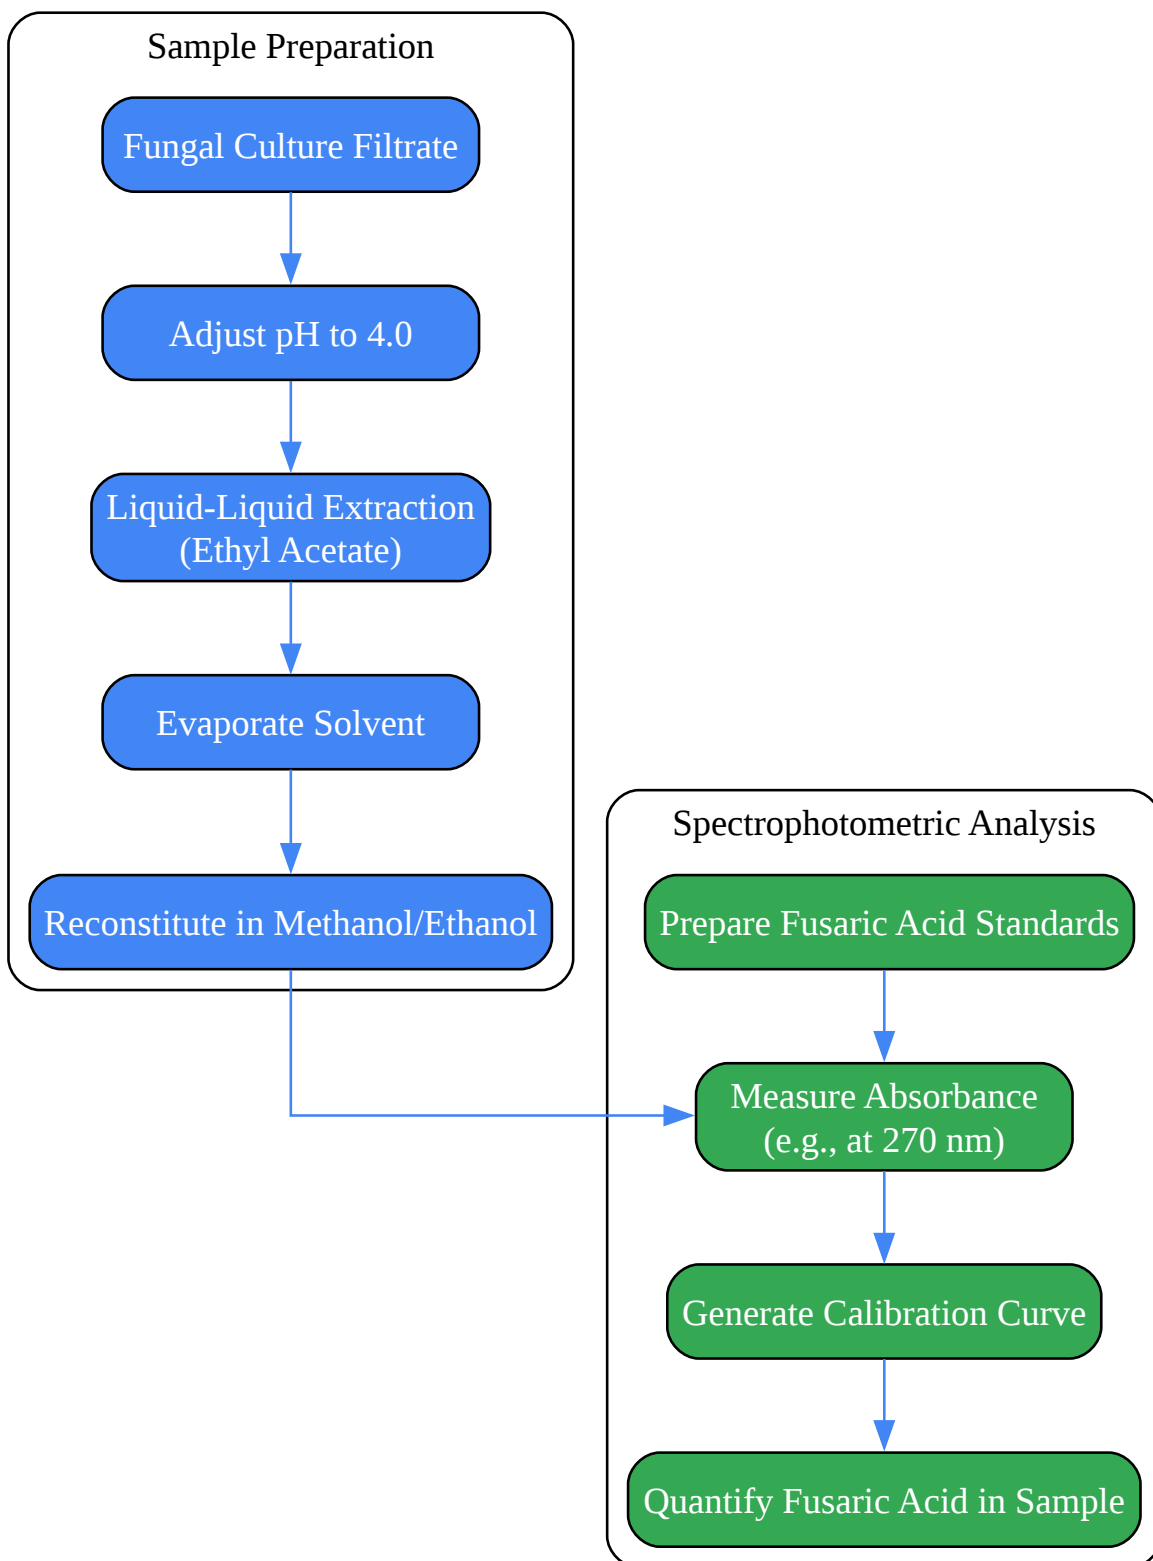 Sample Preparation
Fungal Culture Filtrate
Adjust pH to 4.0
Liquid-Liquid Extraction
(Ethyl Acetate)
Evaporate Solvent
Reconstitute in Methanol/Ethanol
Spectrophotometric Analysis
Prepare Fusaric Acid Standards
Measure Absorbance
(e.g., at 270 nm)
Generate Calibration Curve
Quantify Fusaric Acid in Sample